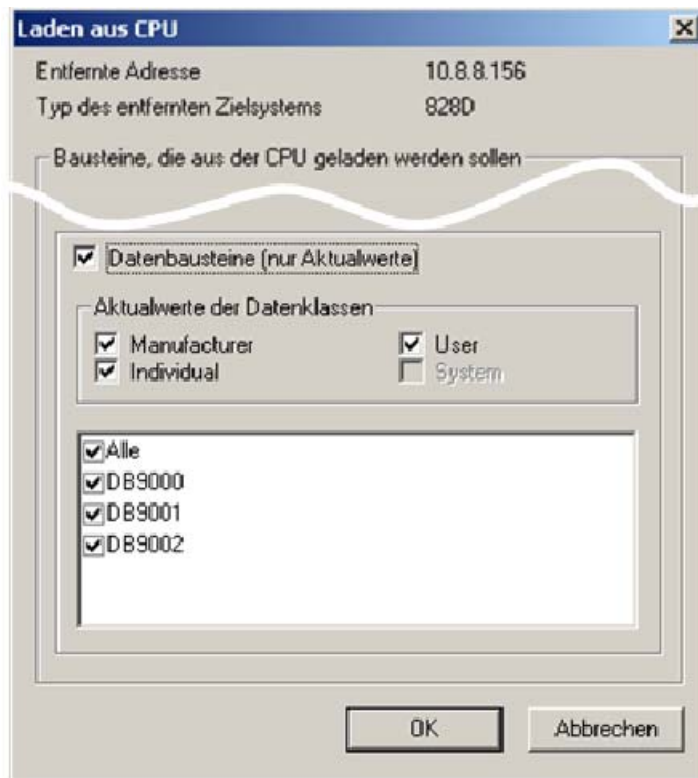 Laden aus CPU
Entfernte Adresse 10.8.8.156
Typ des entfernten Zielsystems 828D
Bausteine, die aus der CPU geladen werden sollen
Datenbausteine (nur Aktualwerte)
Aktualwerte der Datenklassen
Manufacturer User
Individual System
Alle
DB9000
DB9001
DB9002
OK Abbrechen